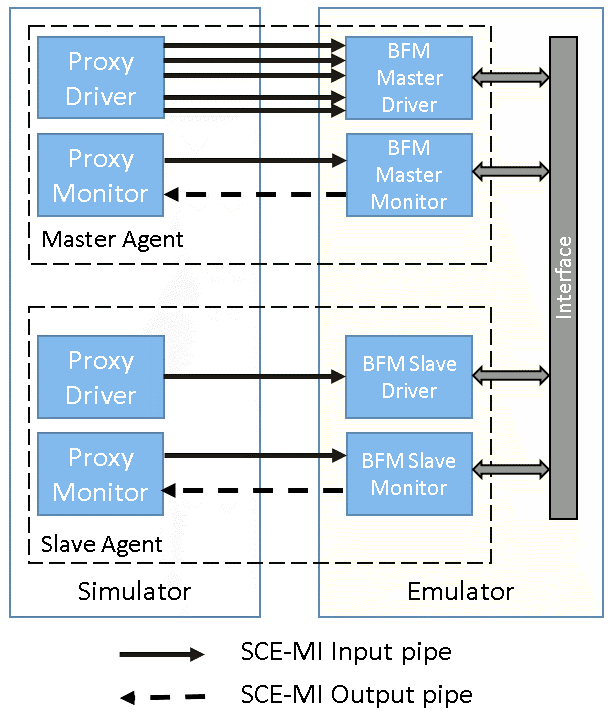 Proxy
Driver
BFM
Master
Driver
Proxy
Monitor
BFM
Master
Monitor
Master Agent
Interface
Proxy
Driver
BFM Slave
Driver
Proxy
Monitor
BFM Slave
Monitor
Slave Agent
Simulator
Emulator
SCE-MI Input pipe
SCE-MI Output pipe